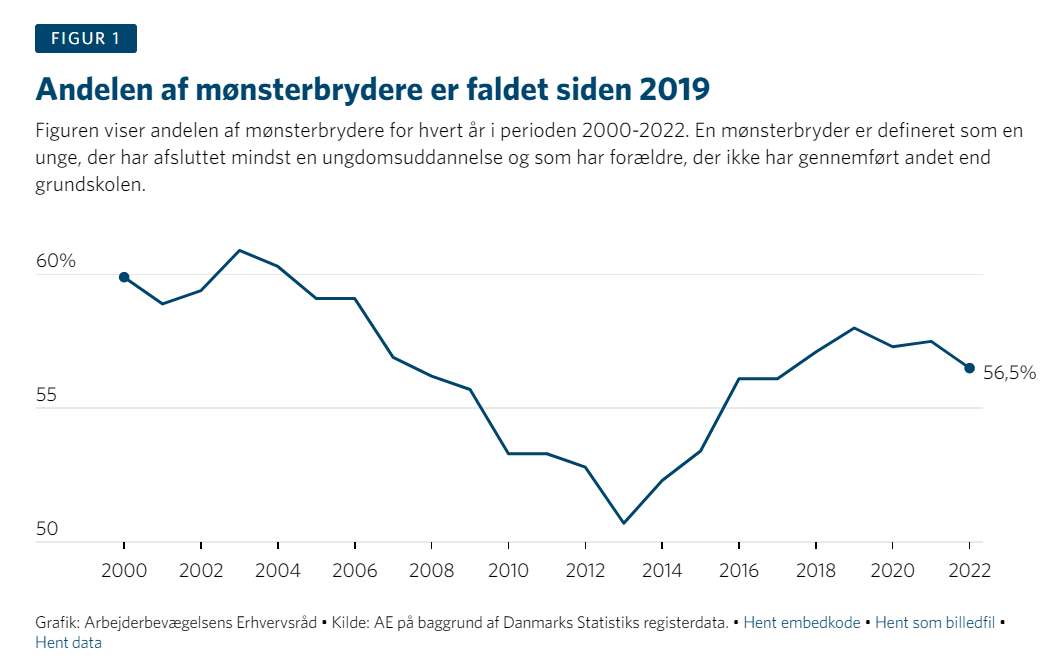 FIGUR 1
Andelen af mønsterbrydere er faldet siden 2019
Figuren viser andelen af mønsterbrydere for hvert år i perioden 2000-2022. En mønsterbryder er defineret som en
unge, der har afsluttet mindst en ungdomsuddannelse og som har forældre, der ikke har gennemført andet end
grundskolen.
60%
56,5%
55
50
2000 2002 2004 2006 2008 2010 2012 2014 2016 2018 2020 2022
Grafik: Arbejderbevægelsens Erhvervsråd • Kilde: AE på baggrund af Danmarks Statistiks registerdata. • Hent embedkode • Hent som billedfil •
Hent data